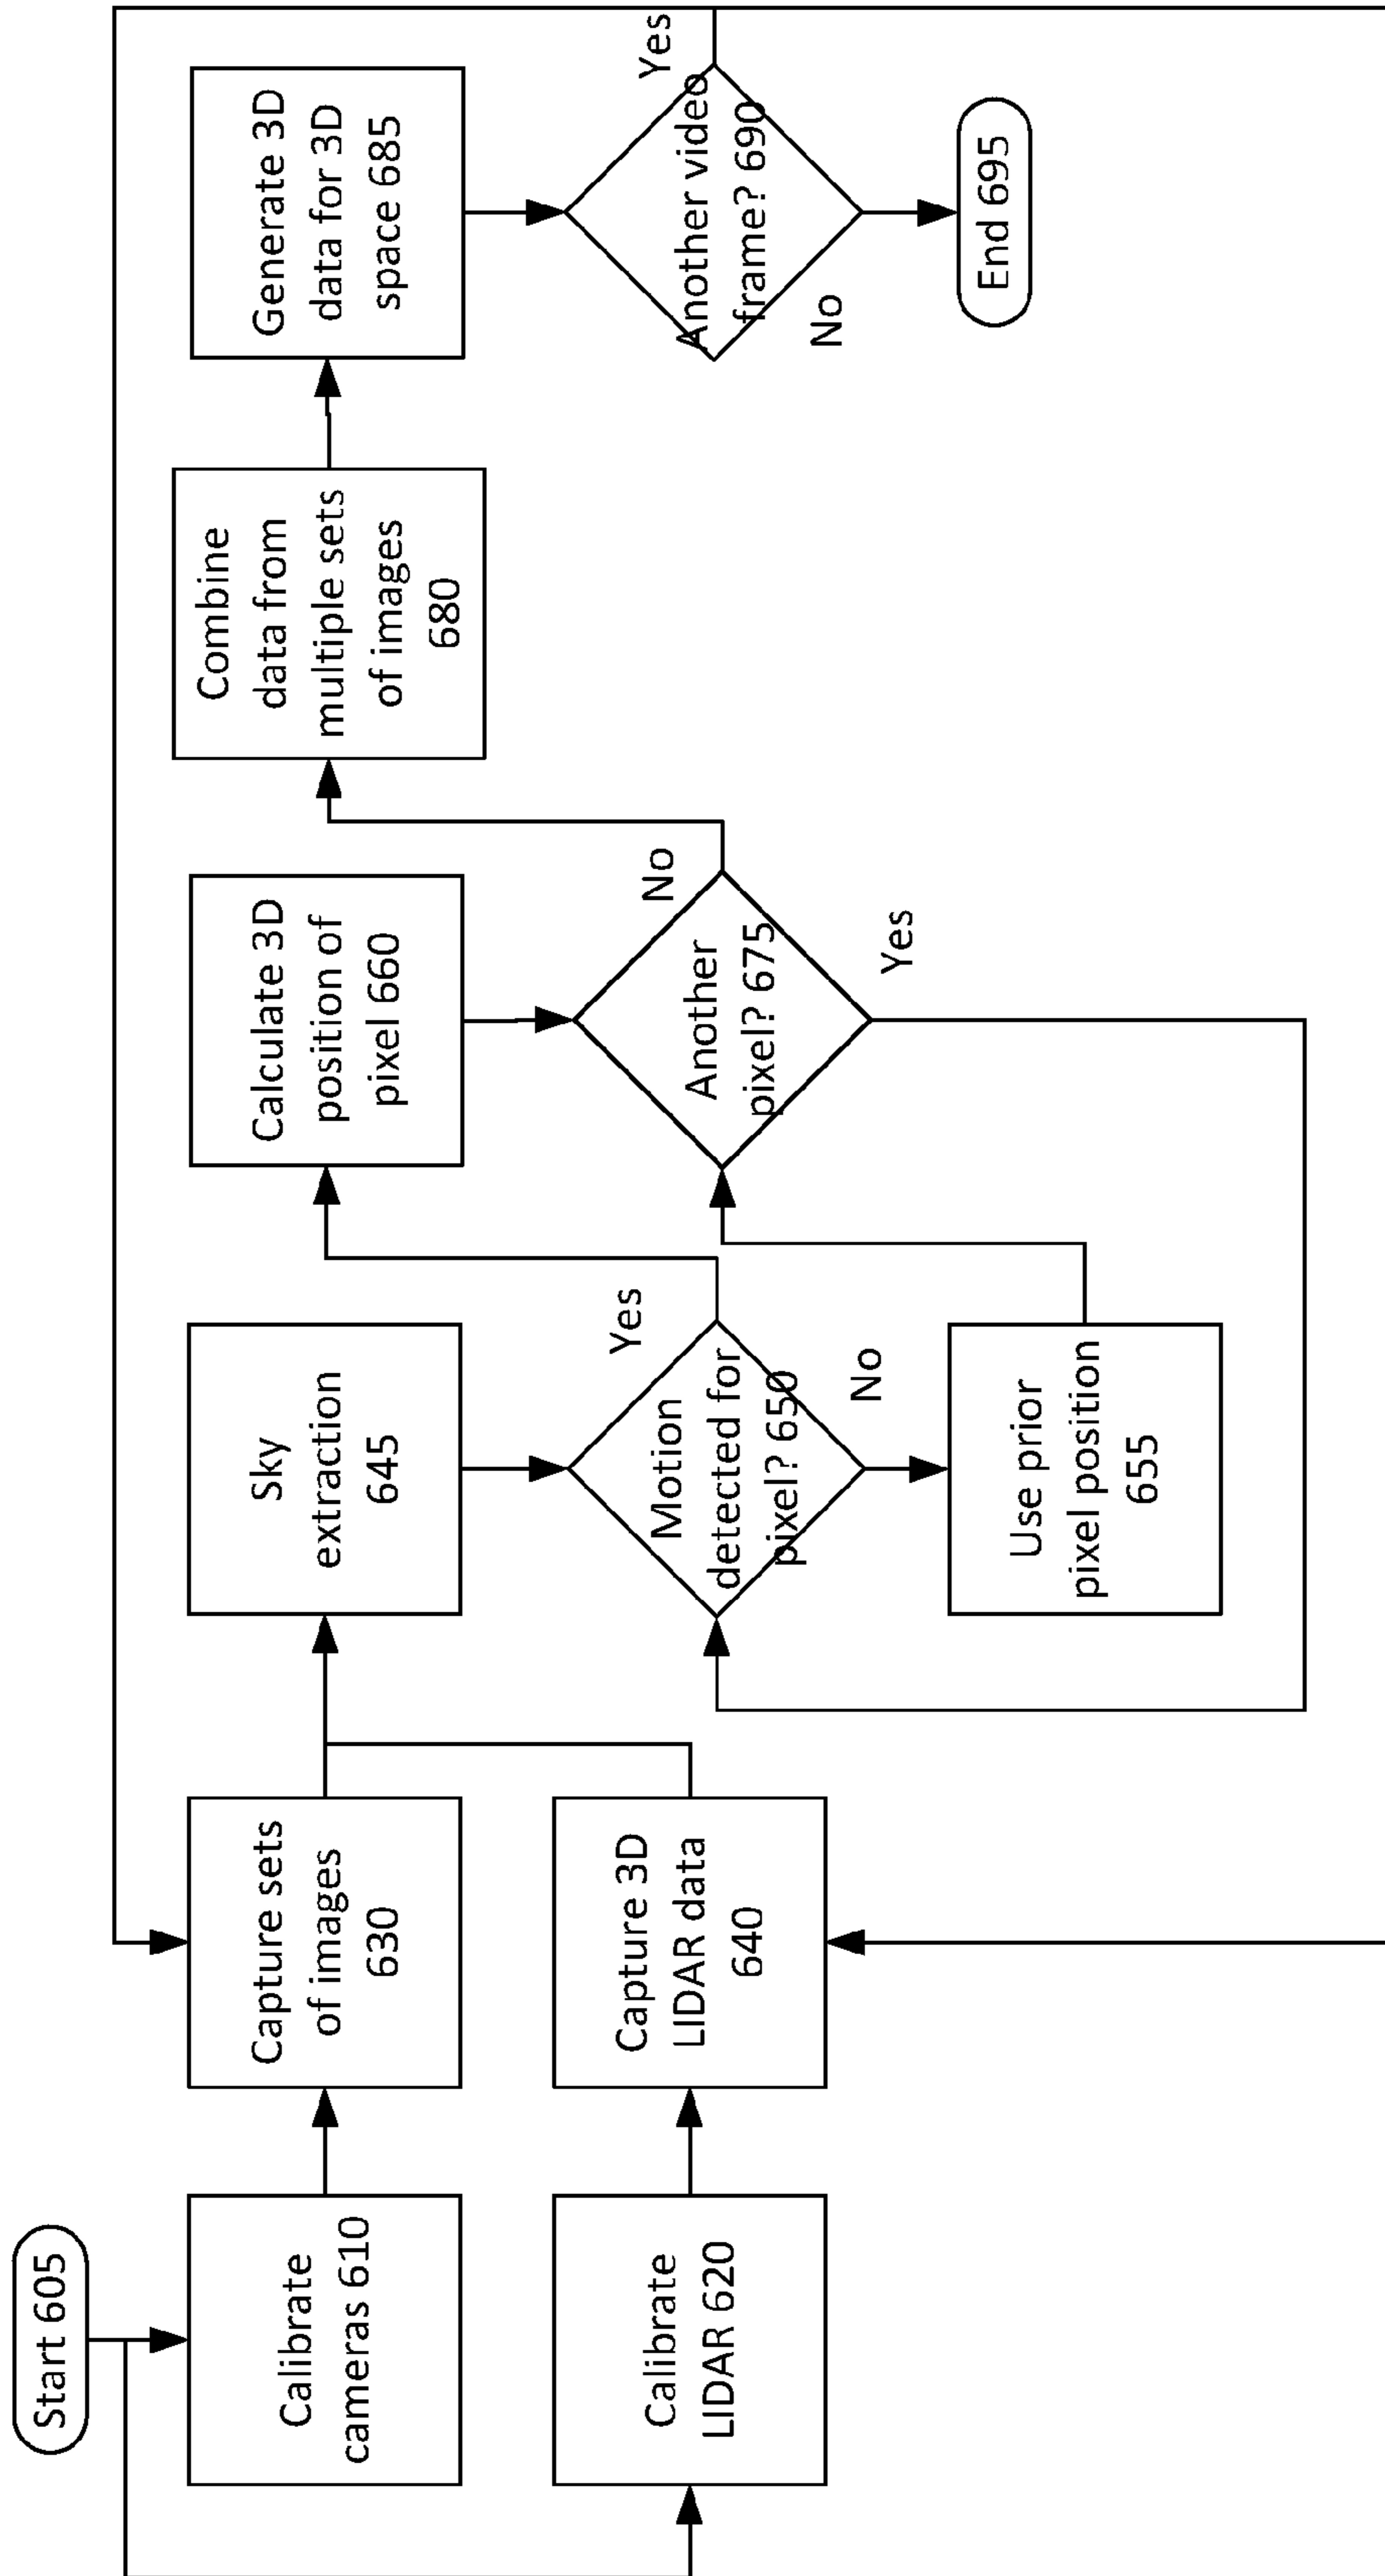 Start 605
Calibrate
cameras 610
Calibrate
LIDAR 620
Capture sets
of images
630
Capture 3D
LIDAR data
640
Sky
extraction
645
Motion
detected for
pixel? 650
Yes
No
Use prior
pixel position
655
Calculate 3D
position of
pixel 660
Another
pixel? 675
No
Yes
Combine
data from
multiple sets
of images
680
Generate 3D
data for 3D
space 685
Another video
frame? 690
Yes
No
End 695